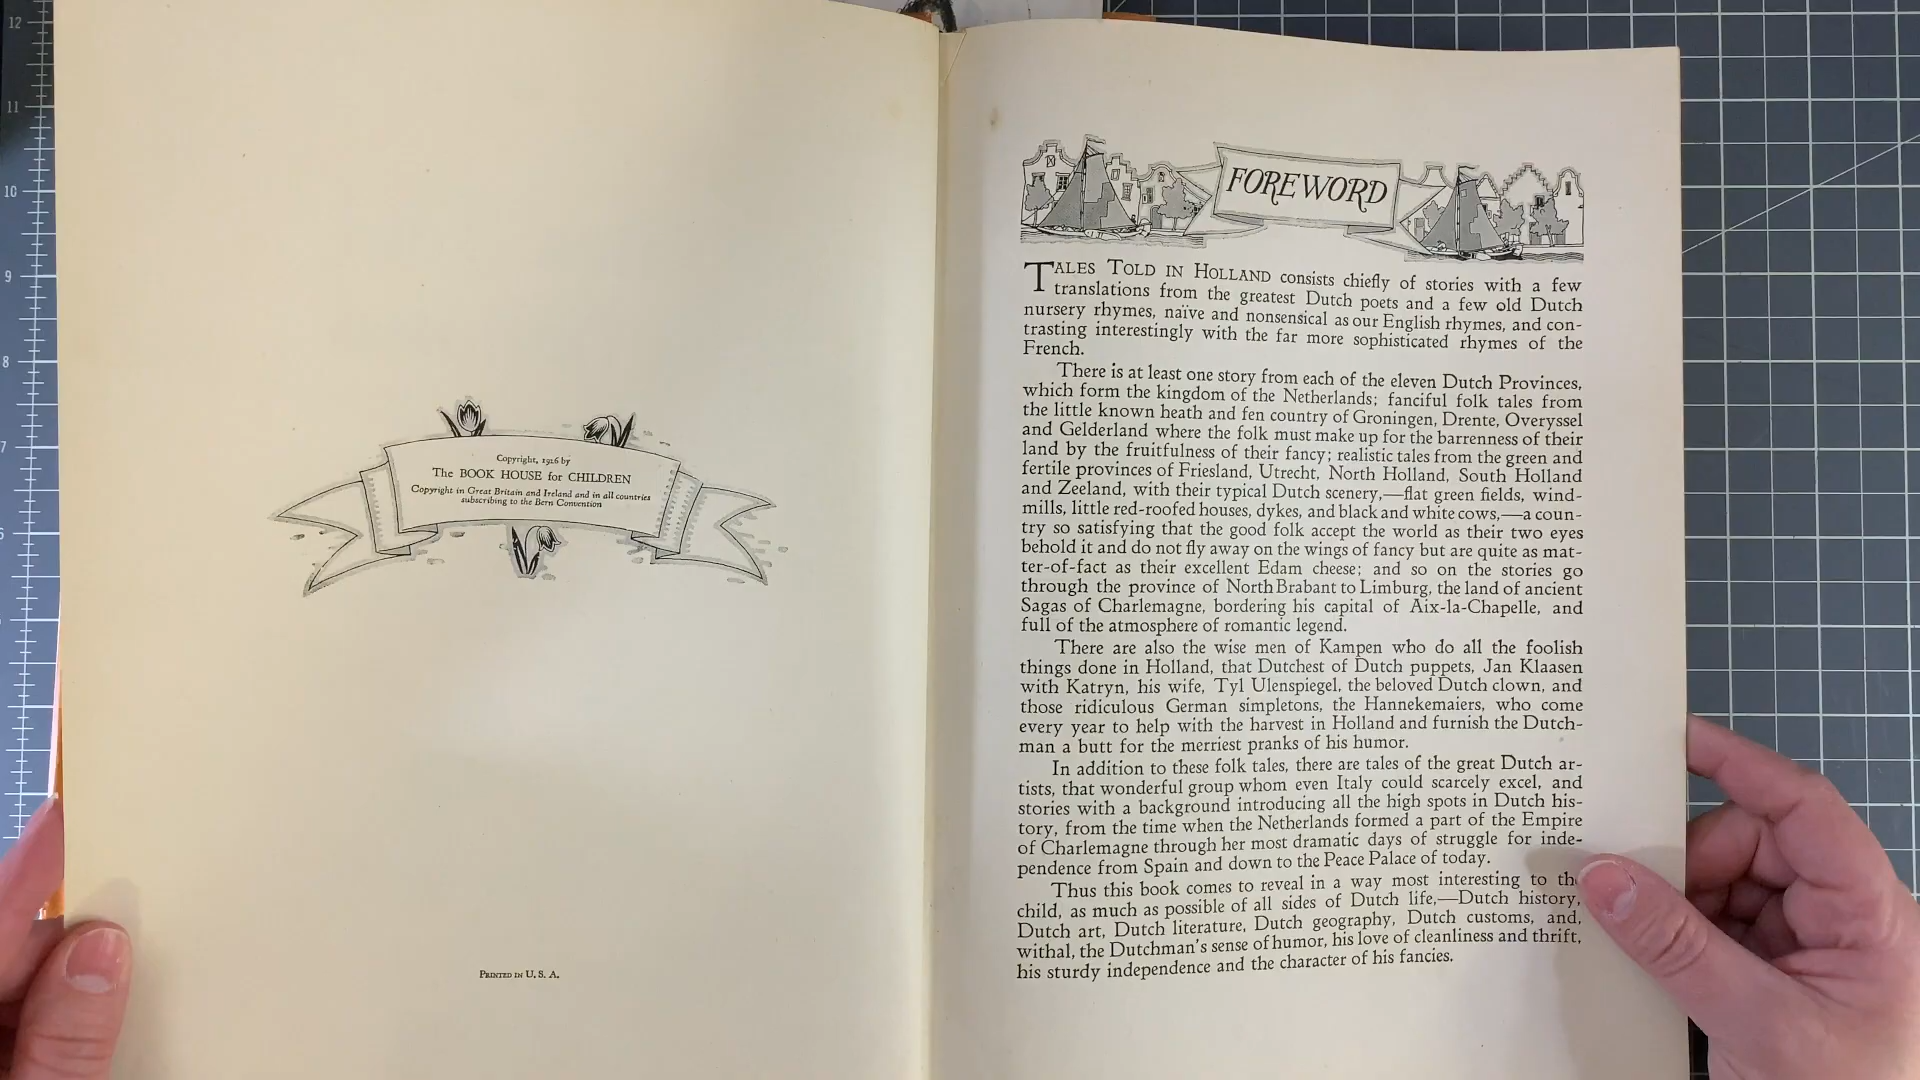 12
11
10
9
8
7
6
5
Copyright, 1926 by
The BOOK HOUSE for CHILDREN
Copyright in Great Britain and Ireland and in all countries
subscribing to the Bern Convention
PRINTED IN U. S. A.
FOREWORD
TALES TOLD IN HOLLAND consists chiefly of stories with a few
translations from the greatest Dutch poets and a few old Dutch
nursery rhymes, naïve and nonsensical as our English rhymes, and con-
trasting interestingly with the far more sophisticated rhymes of the
French.
There is at least one story from each of the eleven Dutch Provinces,
which form the kingdom of the Netherlands; fanciful folk tales from
the little known heath and fen country of Groningen, Drente, Overyssel
and Gelderland where the folk must make up for the barrenness of their
land by the fruitfulness of their fancy; realistic tales from the green and
fertile provinces of Friesland, Utrecht, North Holland, South Holland
and Zeeland, with their typical Dutch scenery,—flat green fields, wind-
mills, little red-roofed houses, dykes, and black and white cows,—a coun-
try so satisfying that the good folk accept the world as their two eyes
behold it and do not fly away on the wings of fancy but are quite as mat-
ter-of-fact as their excellent Edam cheese; and so on the stories go
through the province of North Brabant to Limburg, the land of ancient
Sagas of Charlemagne, bordering his capital of Aix-la-Chapelle, and
full of the atmosphere of romantic legend.
There are also the wise men of Kampen who do all the foolish
things done in Holland, that Dutchest of Dutch puppets, Jan Klaasen
with Katryn, his wife, Tyl Ulenspiegel, the beloved Dutch clown, and
those ridiculous German simpletons, the Hannekemaiers, who come
every year to help with the harvest in Holland and furnish the Dutch-
man a butt for the merriest pranks of his humor.
In addition to these folk tales, there are tales of the great Dutch ar-
tists, that wonderful group whom even Italy could scarcely excel, and
stories with a background introducing all the high spots in Dutch his-
tory, from the time when the Netherlands formed a part of the Empire
of Charlemagne through her most dramatic days of struggle for inde-
pendence from Spain and down to the Peace Palace of today.
Thus this book comes to reveal in a way most interesting to the
child, as much as possible of all sides of Dutch life,—Dutch history,
Dutch art, Dutch literature, Dutch geography, Dutch customs, and,
withal, the Dutchman's sense of humor, his love of cleanliness and thrift,
his sturdy independence and the character of his fancies.